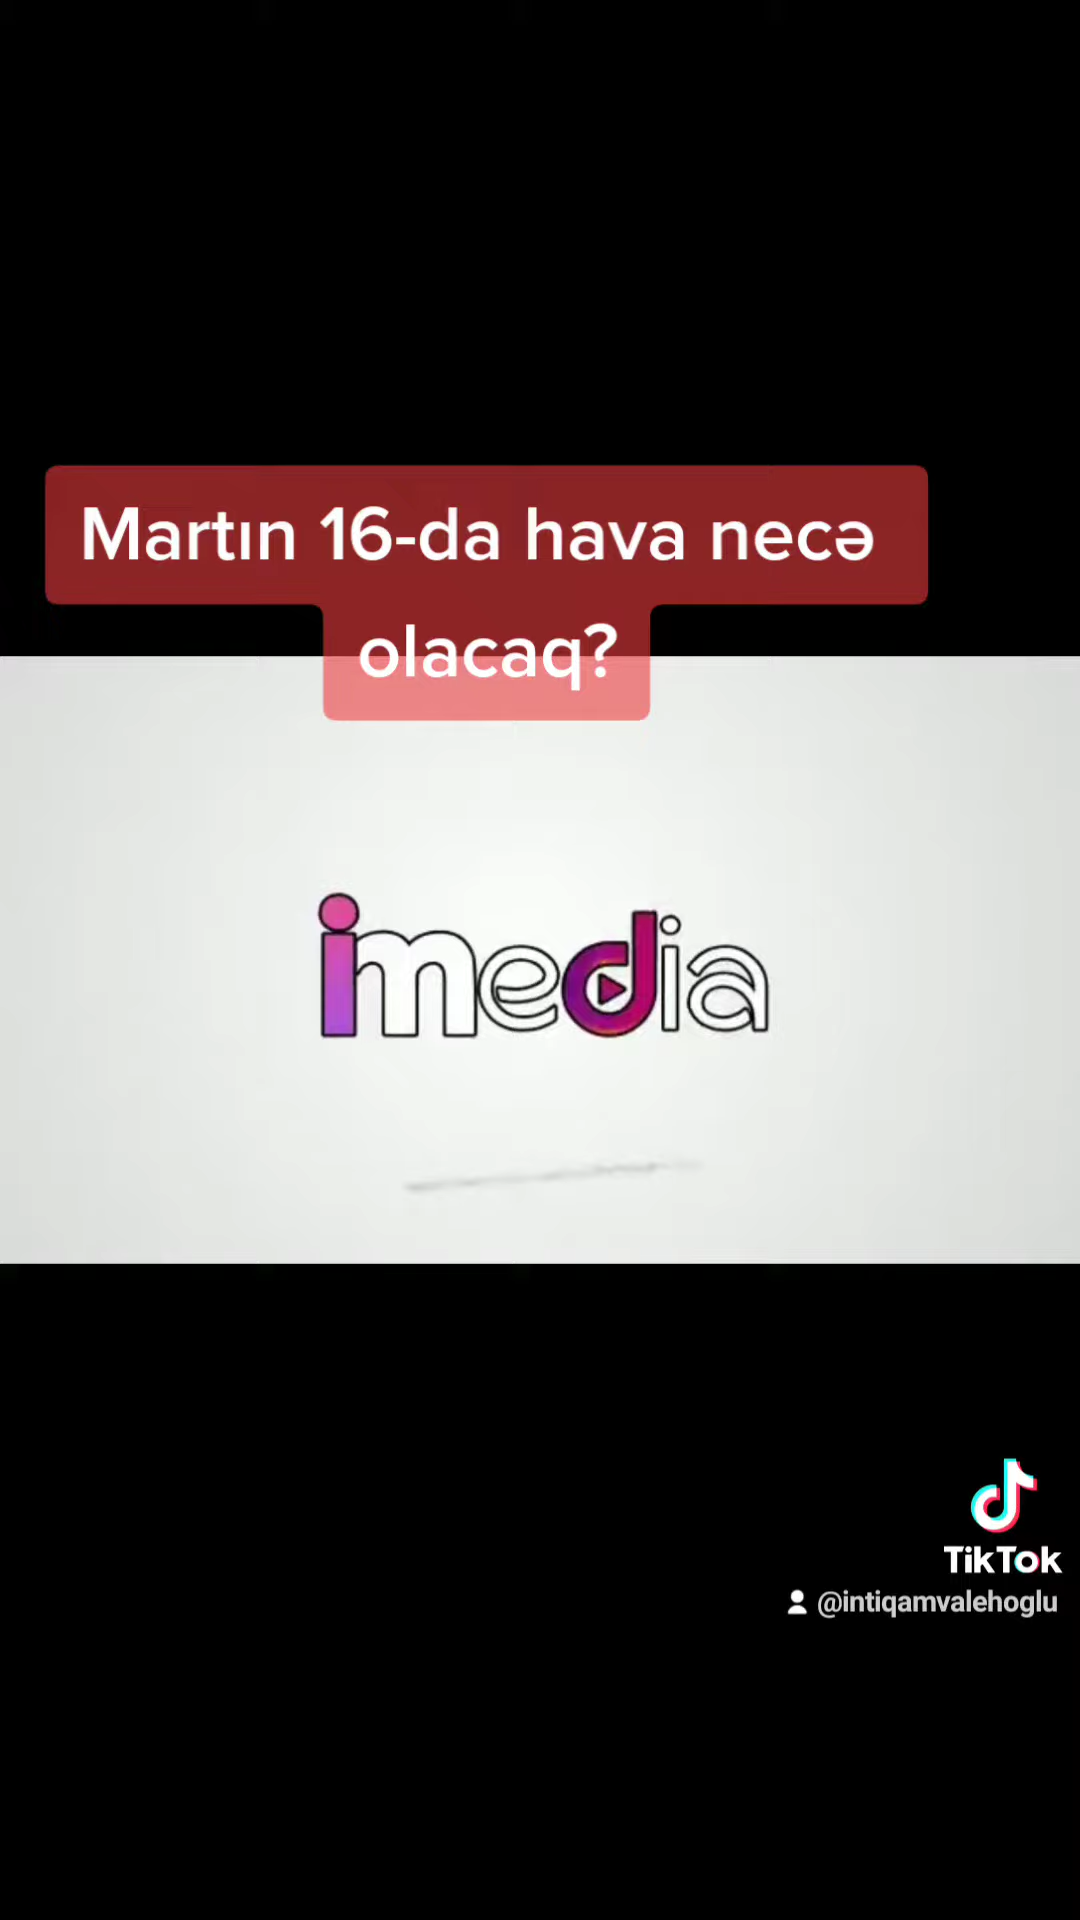 Martın 16-da hava necə
olacaq?
imedia
TikTok
@intiqamvalehoglu